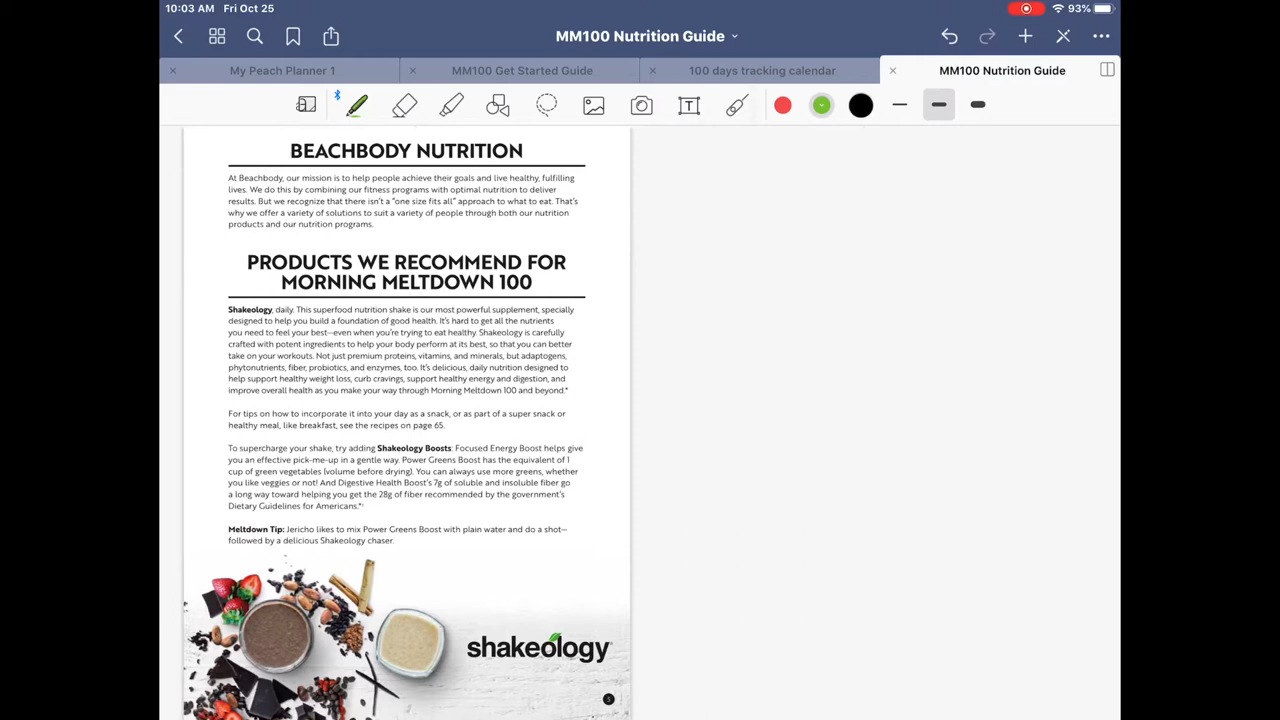 10:03 AM Fri Oct 25
93%
MM100 Nutrition Guide
My Peach Planner 1
MM100 Get Started Guide
100 days tracking calendar
MM100 Nutrition Guide
T
BEACHBODY NUTRITION
At Beachbody, our mission is to help people achieve their goals and live healthy, fulfilling
lives. We do this by combining our fitness programs with optimal nutrition to deliver
results. But we recognize that there isn't a "one size fits all" approach to what to eat. That's
why we offer a variety of solutions to suit a variety of people through both our nutrition
products and our nutrition programs.
PRODUCTS WE RECOMMEND FOR
MORNING MELTDOWN 100
Shakeology, daily. This superfood nutrition shake is our most powerful supplement, specially
designed to help you build a foundation of good health. It's hard to get all the nutrients
you need to feel your best—even when you're trying to eat healthy. Shakeology is carefully
crafted with potent ingredients to help your body perform at its best, so that you can better
take on your workouts. Not just premium proteins, vitamins, and minerals, but adaptogens,
phytonutrients, fiber, probiotics, and enzymes, too. It's delicious, daily nutrition designed to
help support healthy weight loss, curb cravings, support healthy energy and digestion, and
improve overall health as you make your way through Morning Meltdown 100 and beyond.*
For tips on how to incorporate it into your day as a snack, or as part of a super snack or
healthy meal, like breakfast, see the recipes on page 65.
To supercharge your shake, try adding Shakeology Boosts: Focused Energy Boost helps give
you an effective pick-me-up in a gentle way. Power Greens Boost has the equivalent of 1
cup of green vegetables (volume before drying). You can always use more greens, whether
you like veggies or not! And Digestive Health Boost's 7g of soluble and insoluble fiber go
a long way toward helping you get the 28g of fiber recommended by the government's
Dietary Guidelines for Americans.*†
Meltdown Tip: Jericho likes to mix Power Greens Boost with plain water and do a shot—
followed by a delicious Shakeology chaser.
shakeology
5